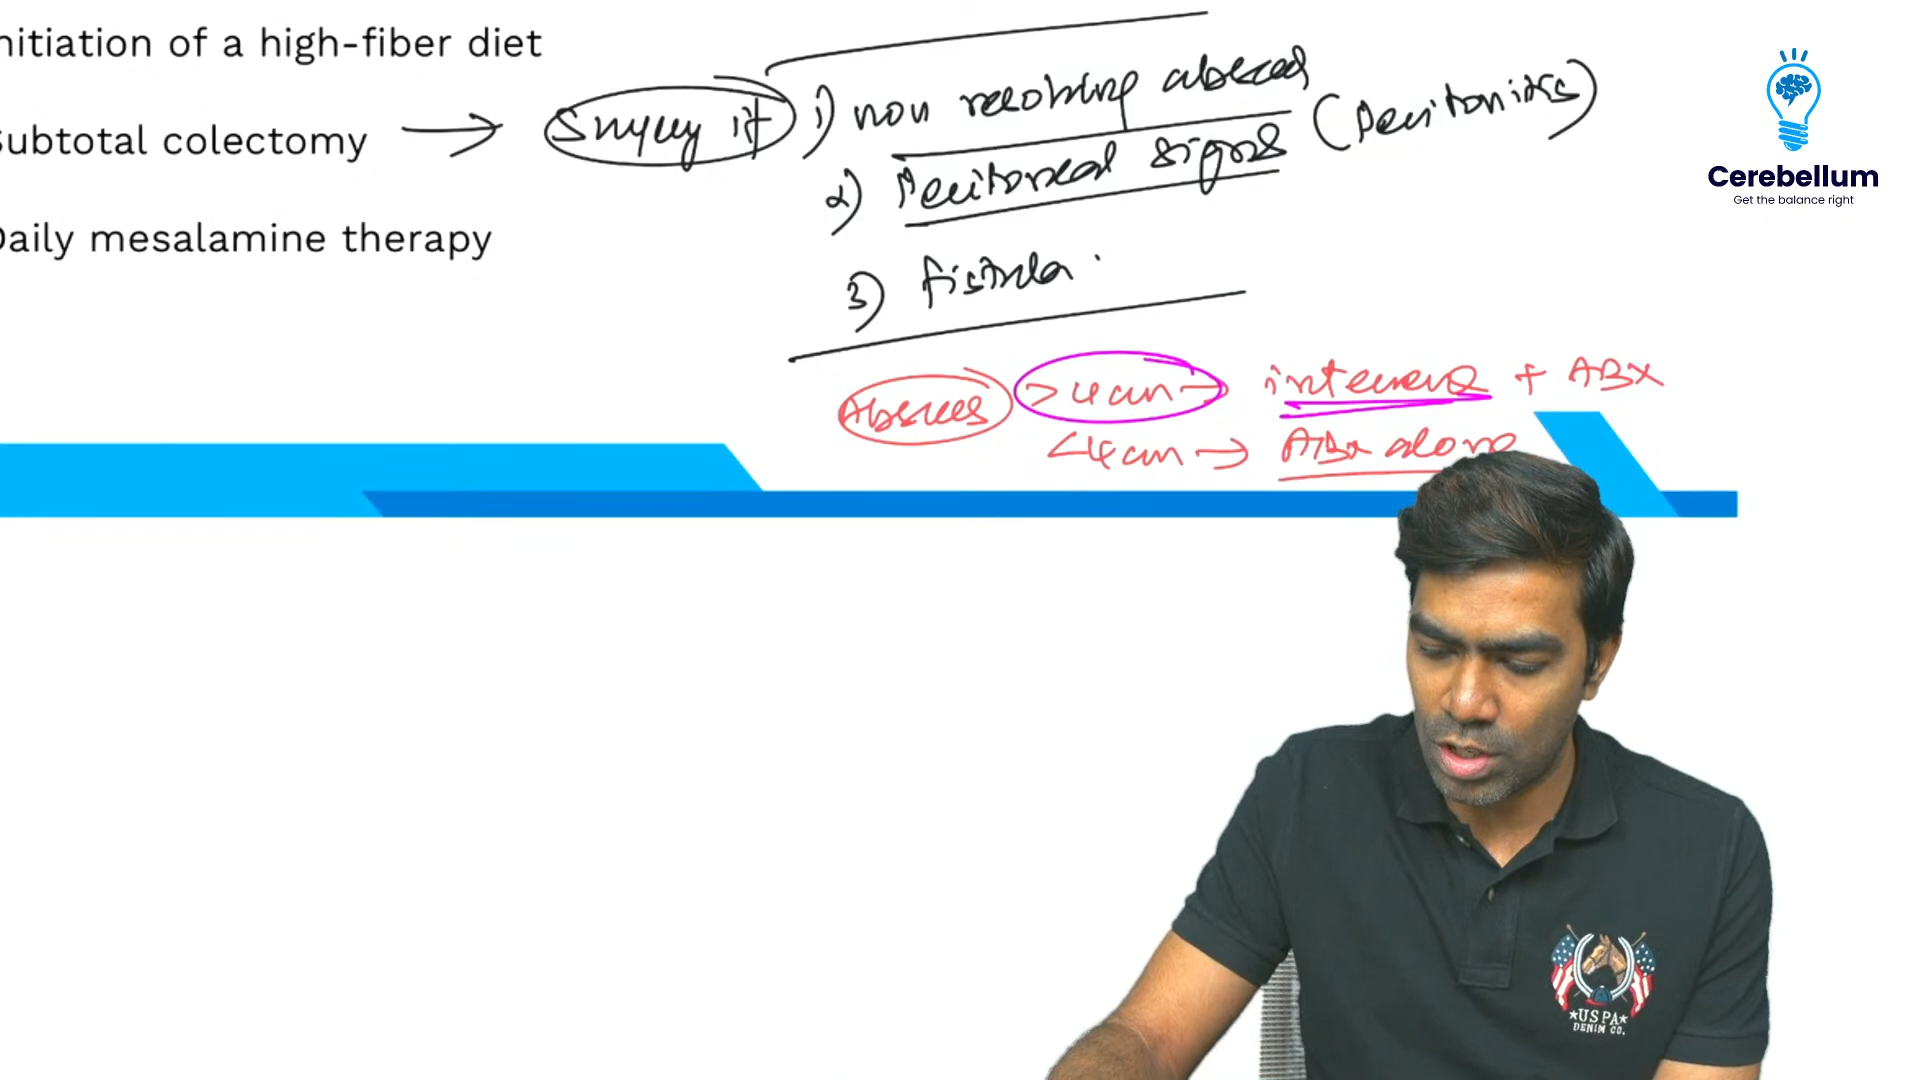 nitiation of a high-fiber diet
Subtotal colectomy → Surgery if 1) non resolving abscess
2) Peritoneal signs (peritonitis)
Daily mesalamine therapy
3) fistula.
Abscess >4cm → intervene + ABX
<4cm → ABx alone
Cerebellum
Get the balance right
★USPA★
DENIM CO.